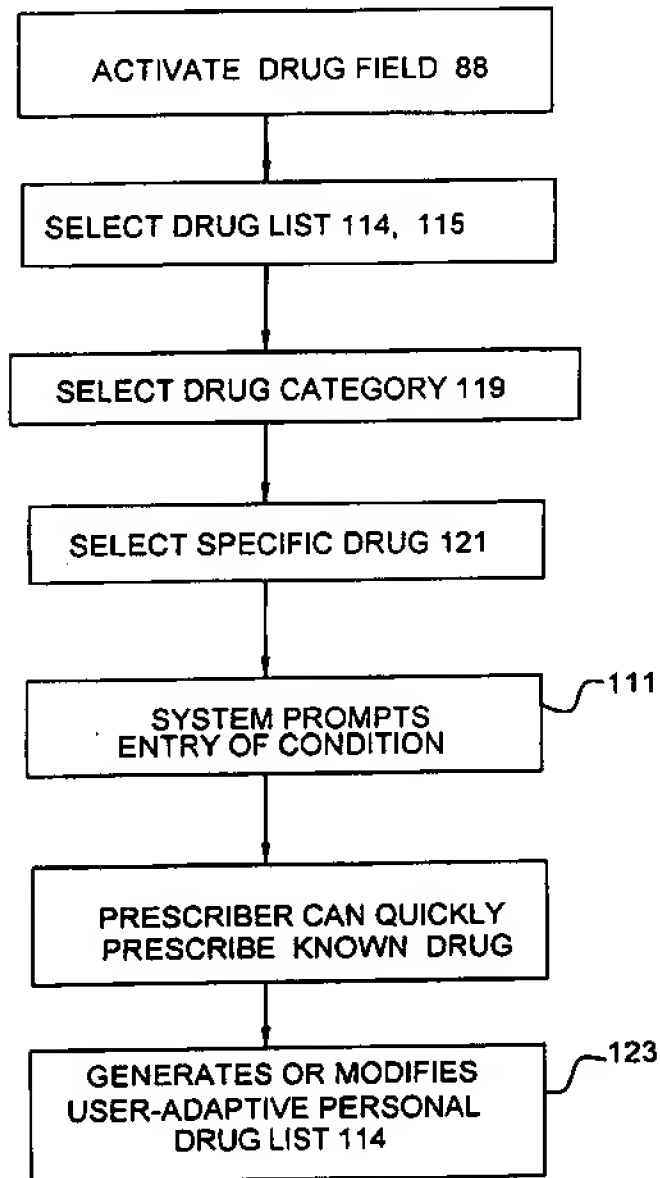 ACTIVATE DRUG FIELD 88
SELECT DRUG LIST 114, 115
SELECT DRUG CATEGORY 119
SELECT SPECIFIC DRUG 121
111
SYSTEM PROMPTS
ENTRY OF CONDITION
PRESCRIBER CAN QUICKLY
PRESCRIBE KNOWN DRUG
123
GENERATES OR MODIFIES
USER-ADAPTIVE PERSONAL
DRUG LIST 114